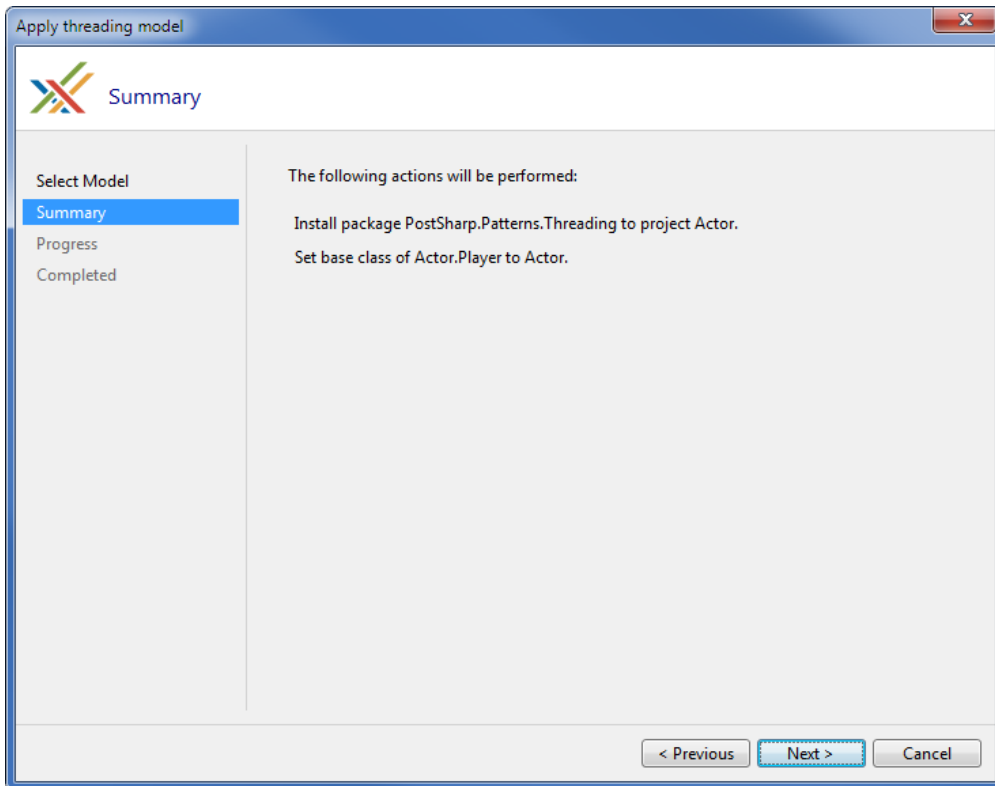 Apply threading model
Summary
Select Model
Summary
Progress
Completed
The following actions will be performed:
Install package PostSharp.Patterns.Threading to project Actor.
Set base class of Actor.Player to Actor.
< Previous
Next >
Cancel